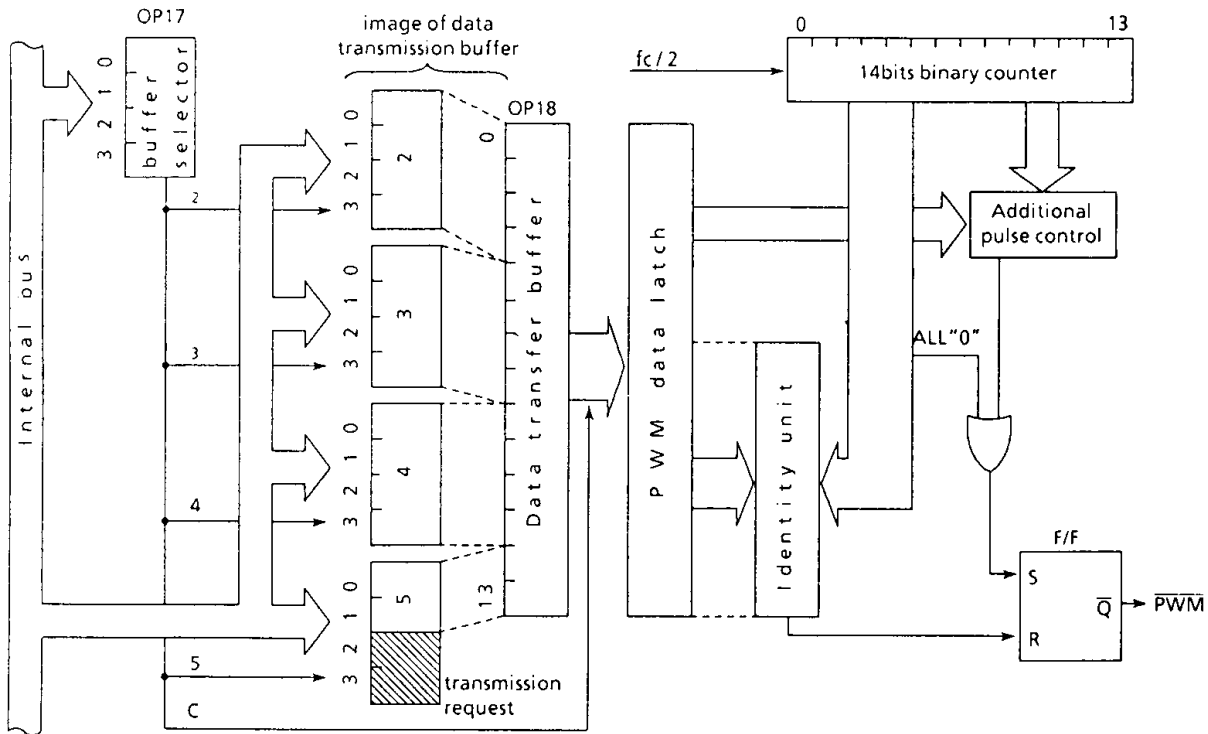 OP17
0
1
2
3
buffer
selector
Internal bus
image of data
transmission buffer
2
3
4
5
C
0
1
2
3
2
0
1
2
3
3
0
1
2
3
4
0
1
2
3
5
transmission
request
OP18
0
Data transfer buffer
13
fc/2
0
13
14bits binary counter
PWM data latch
Additional
pulse control
ALL"0"
Identity unit
F/F
S
R
Q̅
P̅W̅M̅